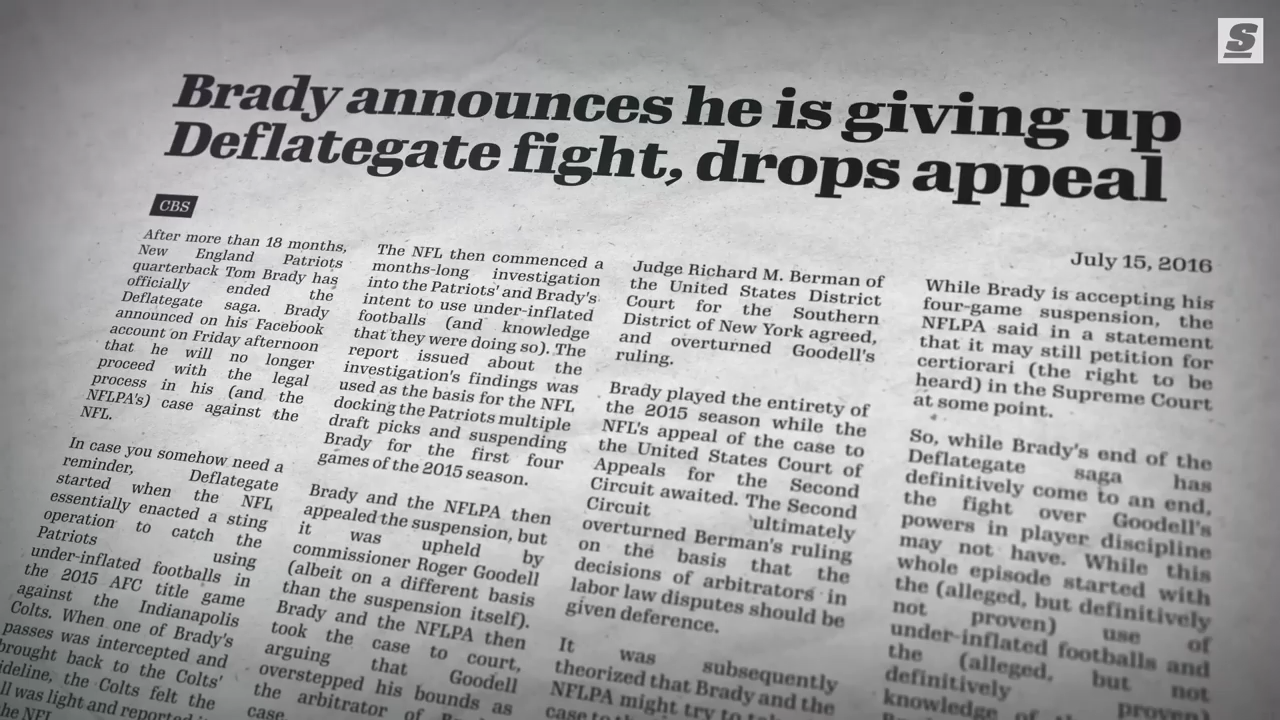 S
Brady announces he is giving up
Deflategate fight, drops appeal
CBS
July 15, 2016
After more than 18 months,
New England Patriots
quarterback Tom Brady has
officially ended the
Deflategate saga. Brady
announced on his Facebook
account on Friday afternoon
that he will no longer
proceed with the legal
process in his (and the
NFLPA's) case against the
NFL.
In case you somehow need a
reminder, Deflategate
started when the NFL
essentially enacted a sting
operation to catch the
Patriots using
under-inflated footballs in
the 2015 AFC title game
against the Indianapolis
Colts. When one of Brady's
passes was intercepted and
brought back to the Colts'
ideline, the Colts felt the
ll was light and reported
the NFL
The NFL then commenced a
months-long investigation
into the Patriots' and Brady's
intent to use under-inflated
footballs (and knowledge
that they were doing so). The
report issued about the
investigation's findings was
used as the basis for the NFL
docking the Patriots multiple
draft picks and suspending
Brady for the first four
games of the 2015 season.
Brady and the NFLPA then
appealed the suspension, but
it was upheld by
commissioner Roger Goodell
(albeit on a different basis
than the suspension itself).
Brady and the NFLPA then
took the case to court,
arguing that Goodell
overstepped his bounds as
the arbitrator of
case.
Judge Richard M. Berman of
the United States District
Court for the Southern
District of New York agreed,
and overturned Goodell's
ruling.
Brady played the entirety of
the 2015 season while the
NFL's appeal of the case to
the United States Court of
Appeals for the Second
Circuit awaited. The Second
Circuit ultimately
overturned Berman's ruling
on the basis that the
decisions of arbitrators in
labor law disputes should be
given deference.
It was subsequently
theorized that Brady and the
NFLPA might try to
case to
While Brady is accepting his
four-game suspension, the
NFLPA said in a statement
that it may still petition for
certiorari (the right to be
heard) in the Supreme Court
at some point.
So, while Brady's end of the
Deflategate saga has
definitively come to an end,
the fight over Goodell's
powers in player discipline
may not have. While this
whole episode started with
the (alleged, but definitively
not proven) use of
under-inflated footballs and
the (alleged, but not
definitively proven)
knowledge of